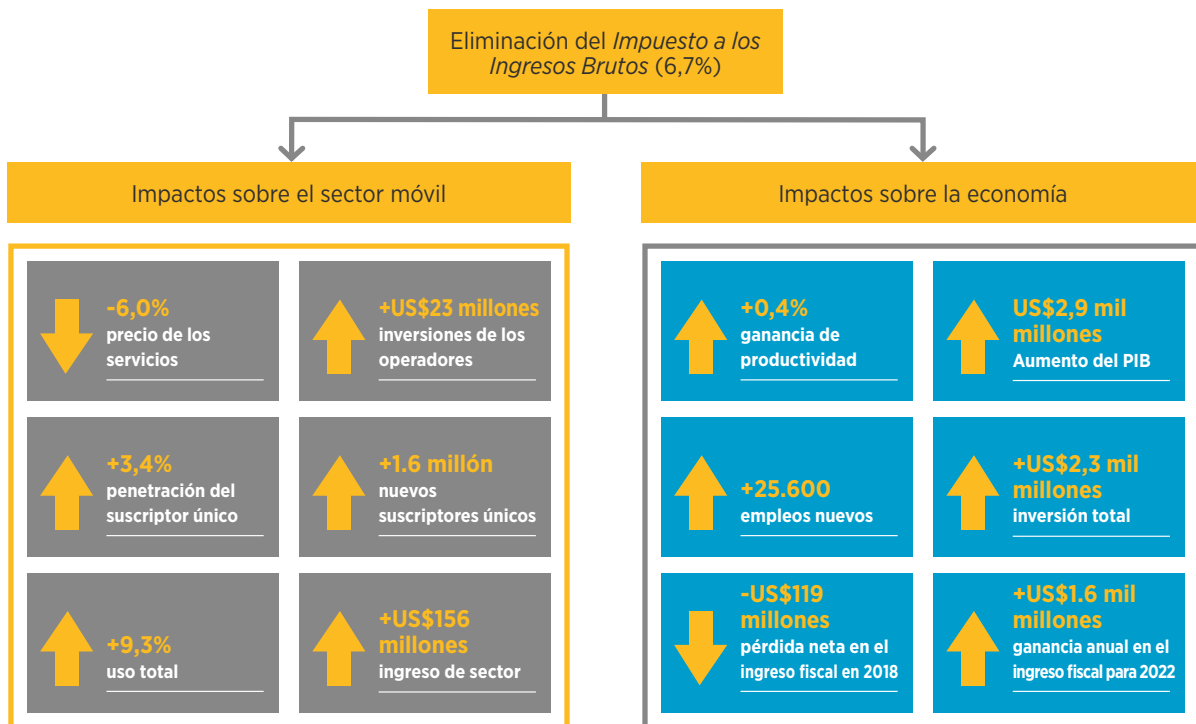 Eliminación del Impuesto a los
Ingresos Brutos (6,7%)
Impactos sobre el sector móvil
-6,0%
precio de los
servicios
+US$23 millones
inversiones de los
operadores
+3,4%
penetración del
suscriptor único
+1.6 millón
nuevos
suscriptores únicos
+9,3%
uso total
+US$156
millones
ingreso de sector
Impactos sobre la economía
+0,4%
ganancia de
productividad
US$2,9 mil
millones
Aumento del PIB
+25.600
empleos nuevos
+US$2,3 mil
millones
inversión total
-US$119
millones
pérdida neta en el
ingreso fiscal en 2018
+US$1.6 mil
millones
ganancia anual en el
ingreso fiscal para 2022